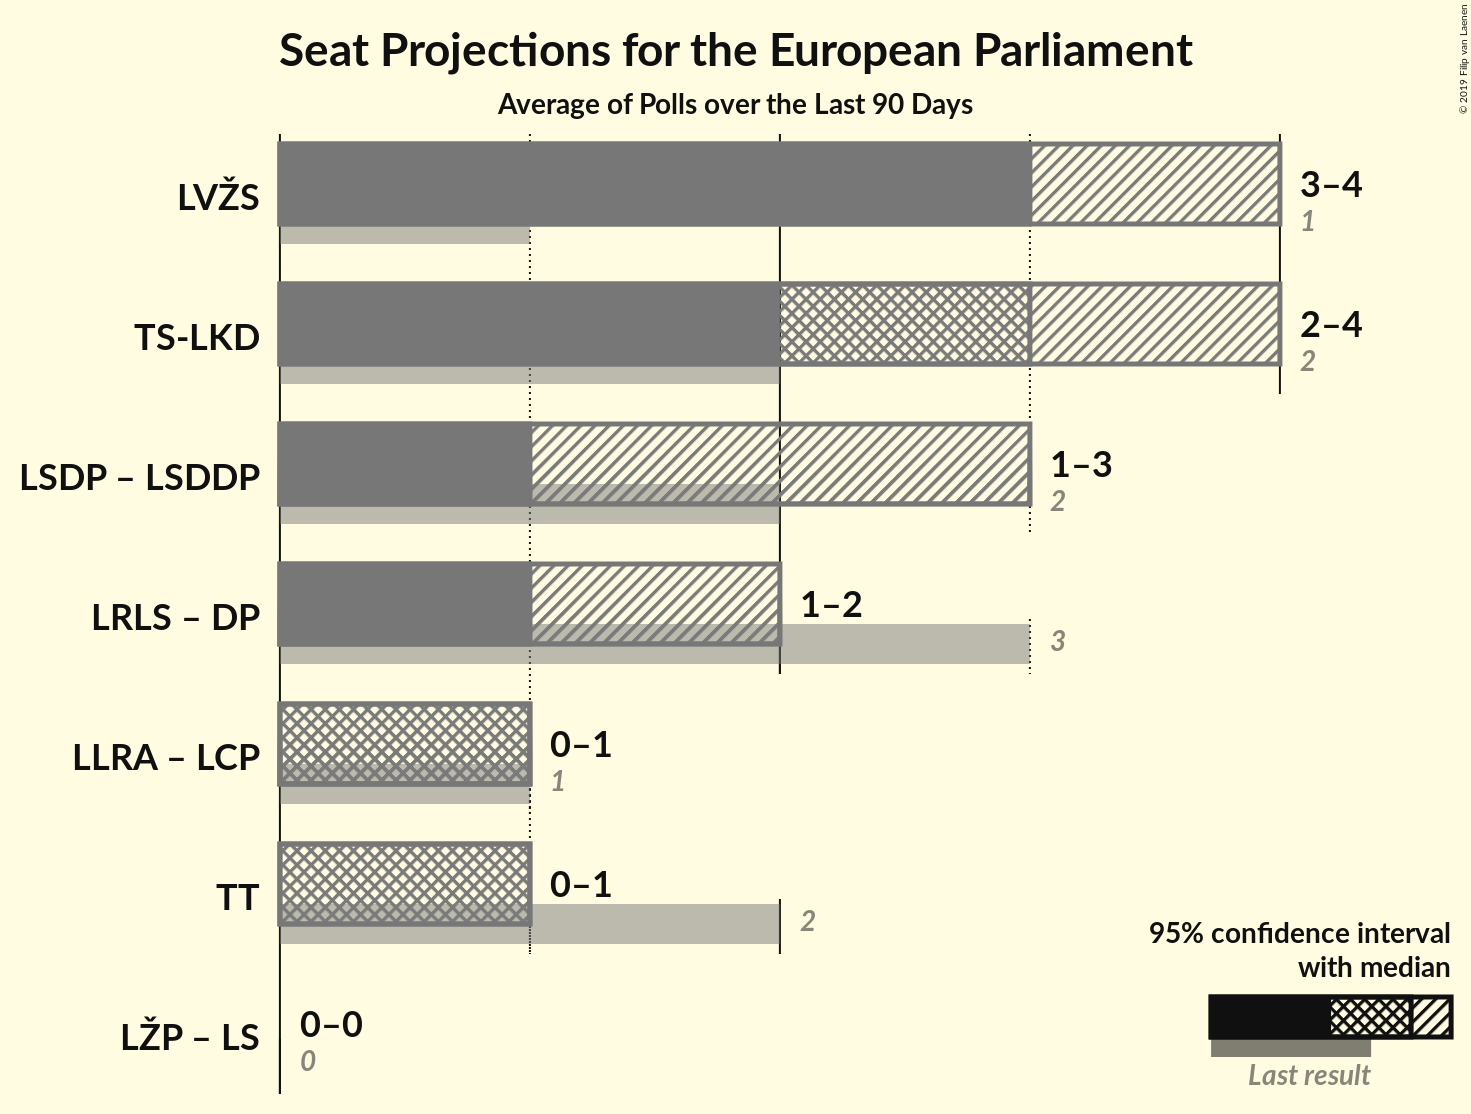 Seat Projections for the European Parliament
Average of Polls over the Last 90 Days
© 2019 Filip van Laenen
LVŽS
3–4
1
TS-LKD
2–4
2
LSDP – LSDDP
1–3
2
LRLS – DP
1–2
3
LLRA – LCP
0–1
1
TT
0–1
2
LŽP – LS
0–0
0
95% confidence interval
with median
Last result